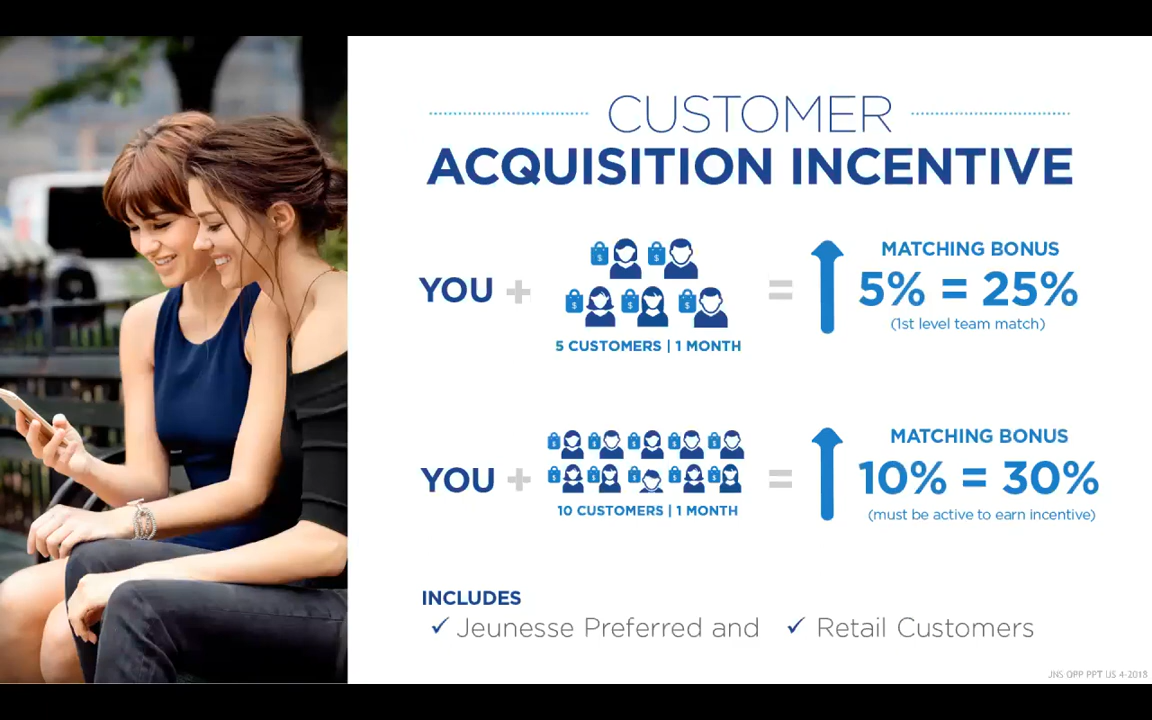 CUSTOMER
ACQUISITION INCENTIVE
YOU + = MATCHING BONUS
5% = 25%
(1st level team match)
5 CUSTOMERS | 1 MONTH
YOU + = MATCHING BONUS
10% = 30%
(must be active to earn incentive)
10 CUSTOMERS | 1 MONTH
INCLUDES
✓ Jeunesse Preferred and ✓ Retail Customers
JNS OPP PPT US 4-2018